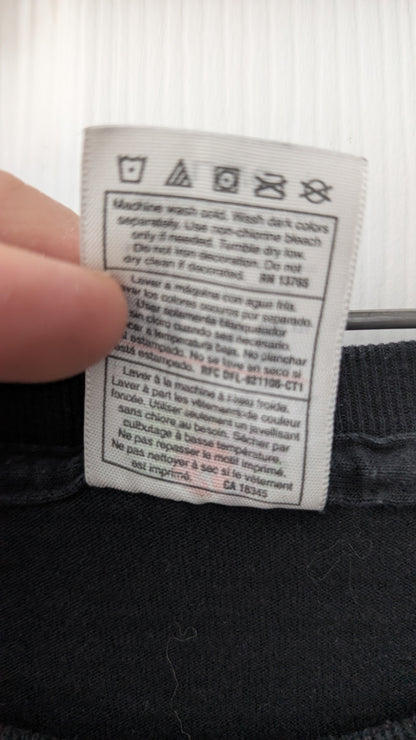 Machine wash cold. Wash dark colors
separately. Use non-chlorine bleach
only if needed. Tumble dry low.
Do not iron decoration. Do not
dry clean if decorated. RN 13765
Lavar a máquina con agua fría.
lavar los colores oscuros por separado.
Usar solamente blanqueador
sin cloro cuando sea necesario.
a temperatura baja. No planchar
el estampado. No se lave en seco si
está estampado. RFC DFL-821108-CT1
Laver à la machine à l'eau froide.
Laver à part les vêtements de couleur
foncée. Utiliser seulement un javellisant
sans chlore au besoin. Sécher par
culbutage à basse température.
Ne pas repasser le motif imprimé.
Ne pas nettoyer à sec si le vêtement
est imprimé. CA 18345